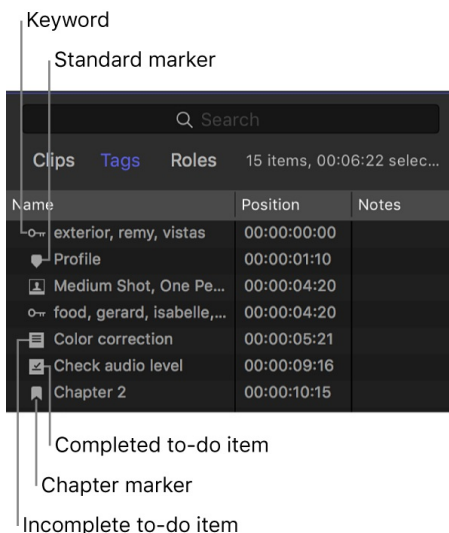 Keyword
Standard marker
Search
Clips Tags Roles 15 items, 00:06:22 selec...
Name Position Notes
exterior, remy, vistas 00:00:00:00
Profile 00:00:01:10
Medium Shot, One Pe... 00:00:04:20
food, gerard, isabelle,... 00:00:04:20
Color correction 00:00:05:21
Check audio level 00:00:09:16
Chapter 2 00:00:10:15
Completed to-do item
Chapter marker
Incomplete to-do item